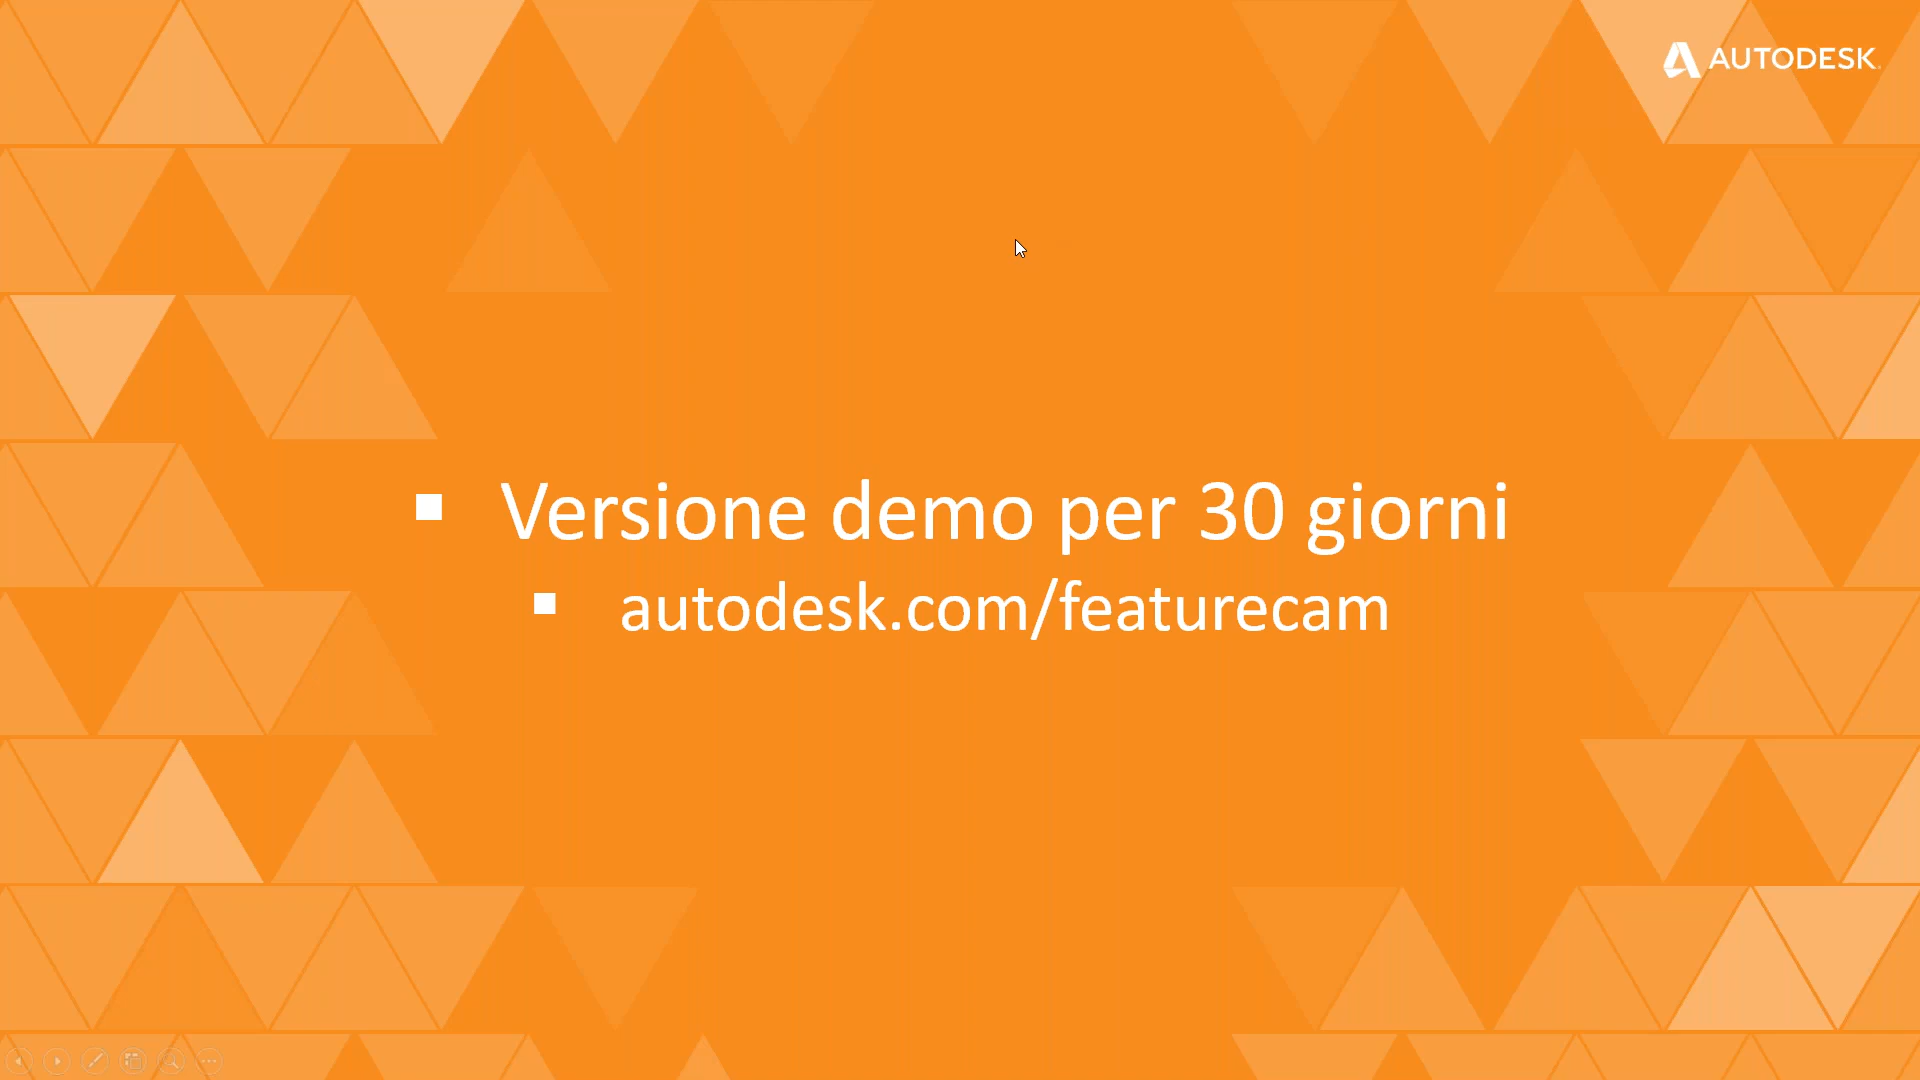 AUTODESK.
▪ Versione demo per 30 giorni
▪ autodesk.com/featurecam